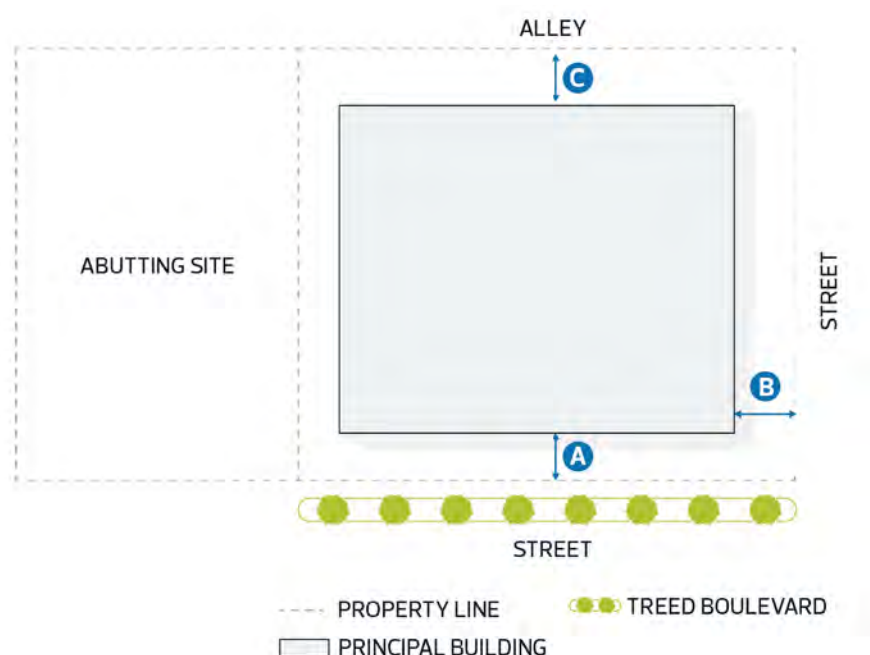 ALLEY
C
ABUTTING SITE
STREET
B
A
STREET
PROPERTY LINE
TREED BOULEVARD
PRINCIPAL BUILDING